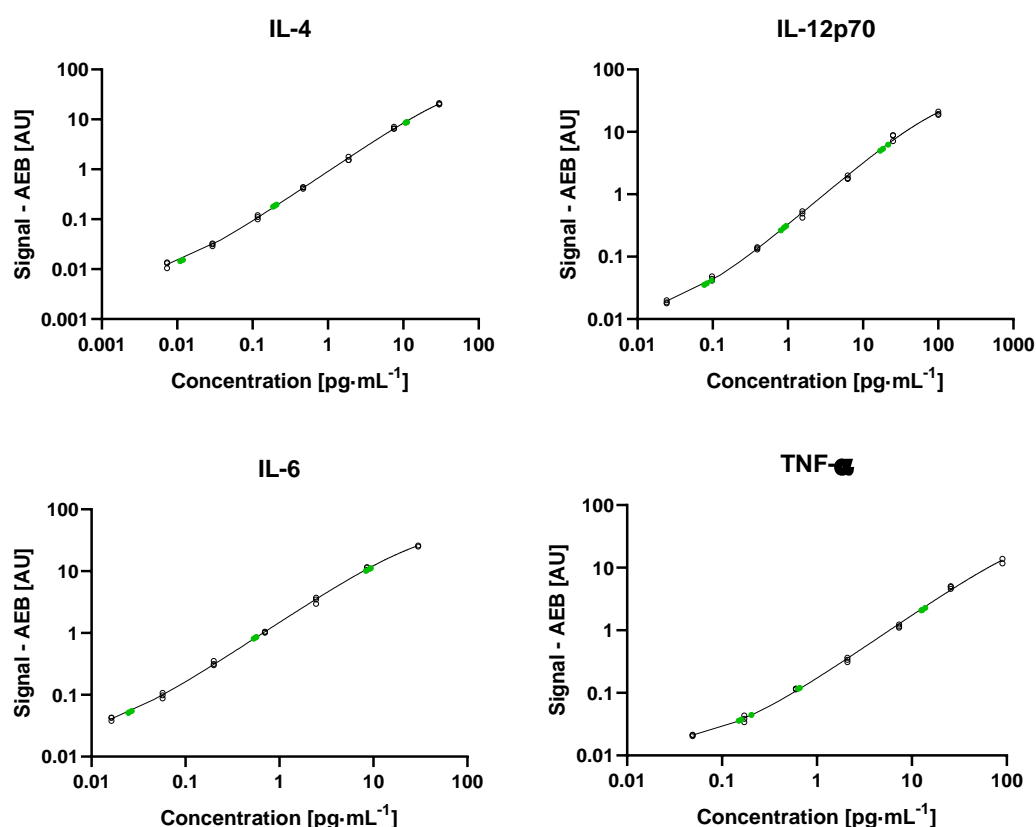 IL-4
100
10
1
0.1
0.01
0.001
Signal - AEB [AU]
0.001 0.01 0.1 1 10 100
Concentration [pg·mL⁻¹]
IL-12p70
100
10
1
0.1
0.01
Signal - AEB [AU]
0.01 0.1 1 10 100 1000
Concentration [pg·mL⁻¹]
IL-6
100
10
1
0.1
0.01
Signal - AEB [AU]
0.01 0.1 1 10 100
Concentration [pg·mL⁻¹]
TNF-α
100
10
1
0.1
0.01
Signal - AEB [AU]
0.01 0.1 1 10 100
Concentration [pg·mL⁻¹]